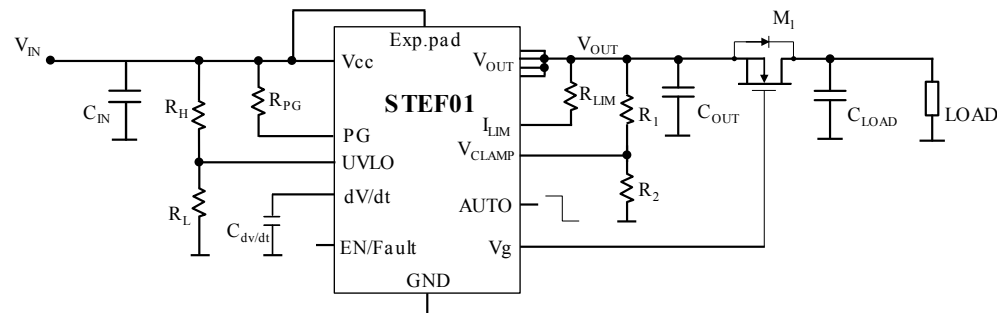 M1
VIN
Exp.pad
Vcc
VOUT
VOUT
CIN
RH
RPG
STEF01
RLIM
R1
COUT
CLOAD
LOAD
PG
ILIM
UVLO
VCLAMP
RL
dV/dt
R2
AUTO
Cdv/dt
EN/Fault
Vg
GND